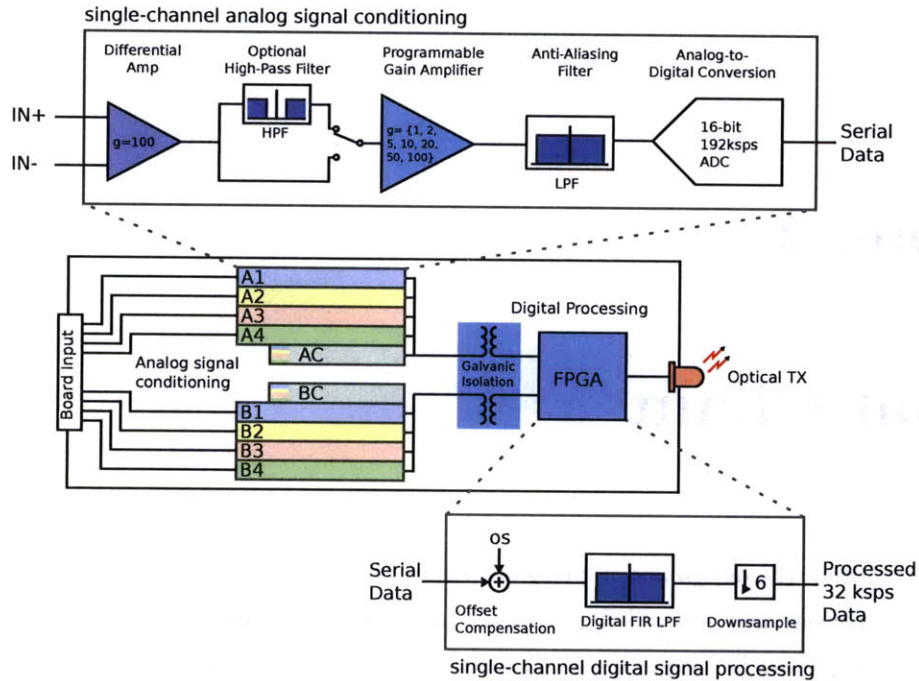 single-channel analog signal conditioning
Differential
Amp
Optional
High-Pass Filter
Programmable
Gain Amplifier
Anti-Aliasing
Filter
Analog-to-
Digital Conversion
IN+
IN-
g=100
HPF
g= {1, 2,
5, 10, 20,
50, 100}
LPF
16-bit
192ksps
ADC
Serial
Data
Board Input
Analog signal
conditioning
A1
A2
A3
A4
AC
BC
B1
B2
B3
B4
Galvanic
Isolation
Digital Processing
FPGA
Optical TX
Serial
Data
os
+
Offset
Compensation
Digital FIR LPF
6
Downsample
Processed
32 ksps
Data
single-channel digital signal processing